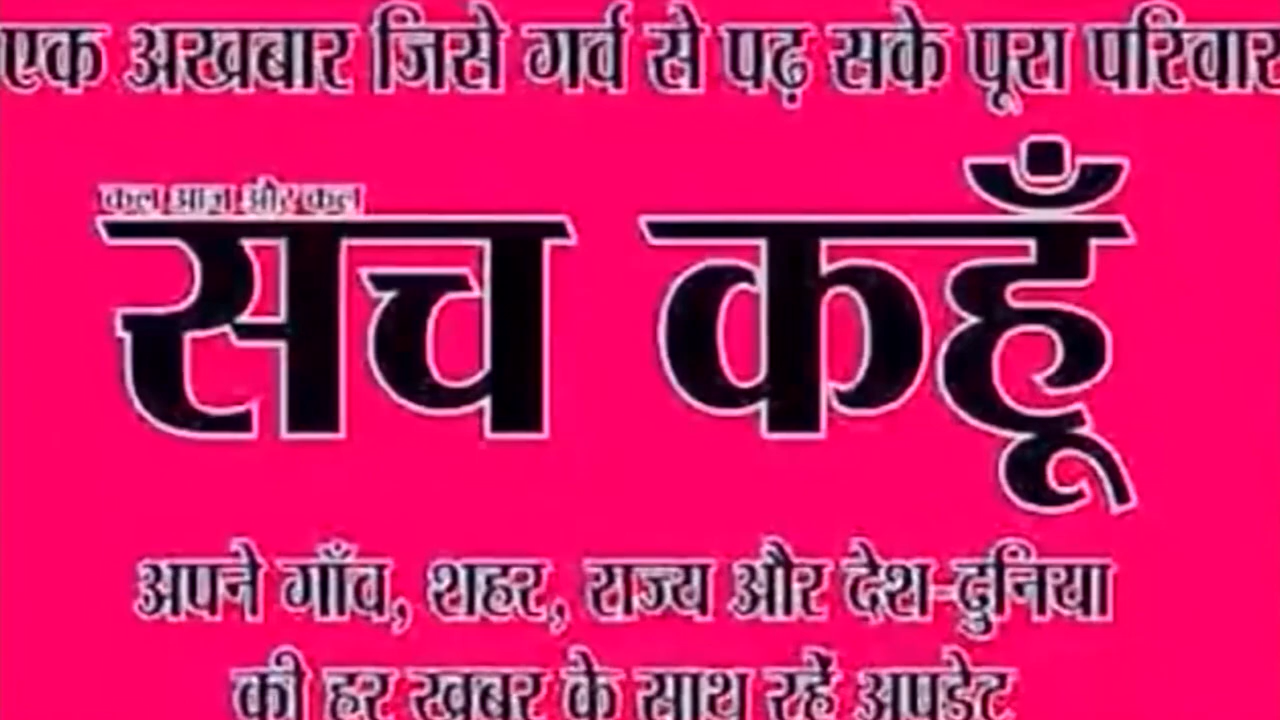 एक अखबार जिसे गर्व से पढ़ सके पूरा परिवार
कल आज और कल
सच कहूँ
अपने गाँव, शहर, राज्य और देश-दुनिया
की हर खबर के साथ रहें अपडेट